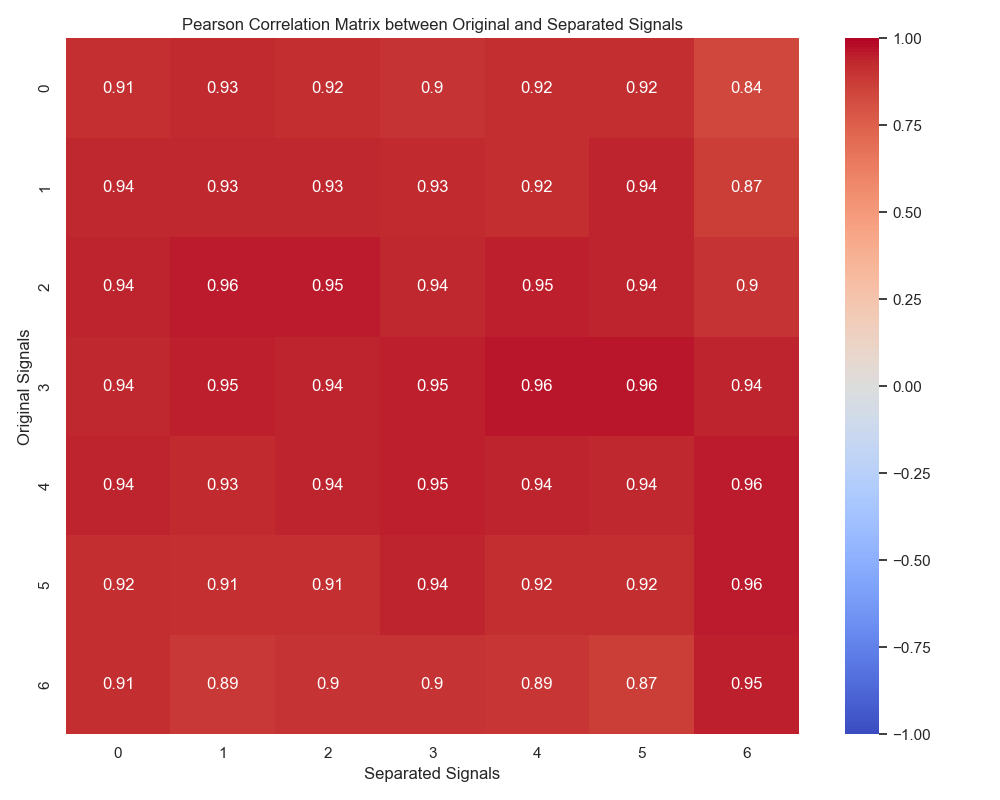 Pearson Correlation Matrix between Original and Separated Signals
0 0.91 0.93 0.92 0.9 0.92 0.92 0.84
1 0.94 0.93 0.93 0.93 0.92 0.94 0.87
2 0.94 0.96 0.95 0.94 0.95 0.94 0.9
3 0.94 0.95 0.94 0.95 0.96 0.96 0.94
4 0.94 0.93 0.94 0.95 0.94 0.94 0.96
5 0.92 0.91 0.91 0.94 0.92 0.92 0.96
6 0.91 0.89 0.9 0.9 0.89 0.87 0.95
0 1 2 3 4 5 6
Separated Signals
Original Signals
1.00
0.75
0.50
0.25
0.00
−0.25
−0.50
−0.75
−1.00